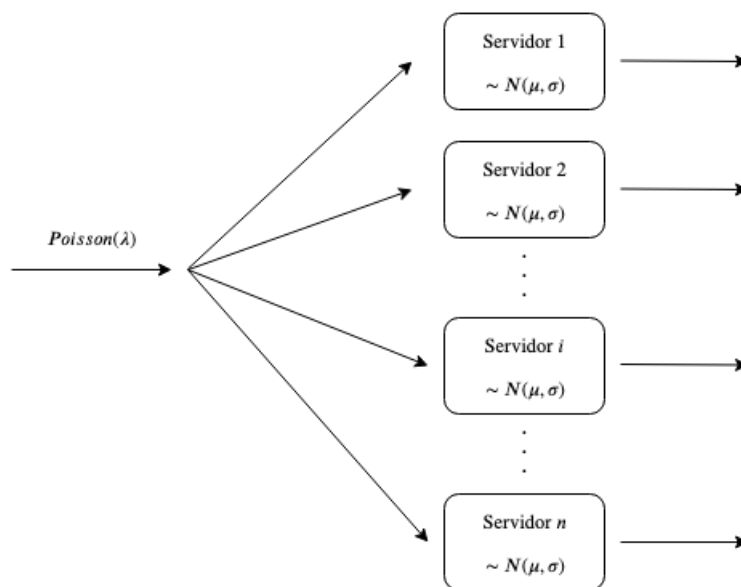 Servidor 1
~ N(μ, σ)
Servidor 2
~ N(μ, σ)
Poisson(λ)
Servidor i
~ N(μ, σ)
Servidor n
~ N(μ, σ)